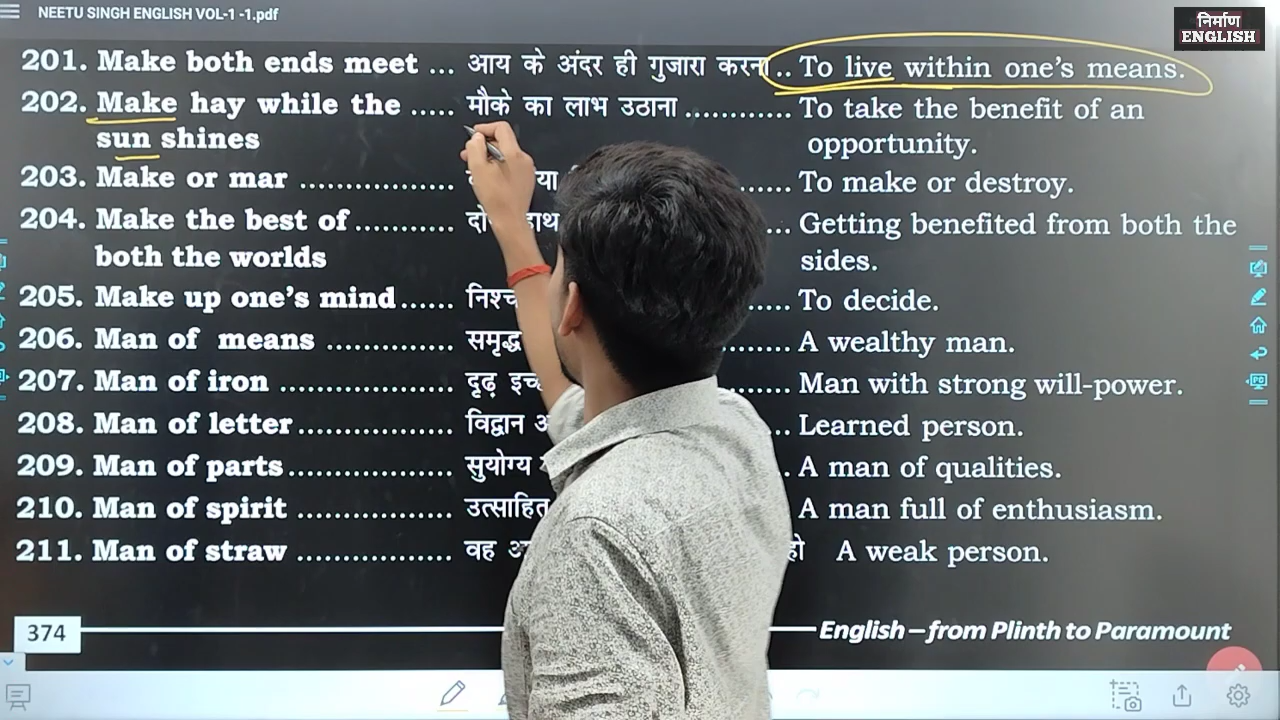 NEETU SINGH ENGLISH VOL-1 -1.pdf
निर्माण
ENGLISH
201. Make both ends meet ... आय के अंदर ही गुजारा करना .. To live within one's means.
202. Make hay while the ..... मौके का लाभ उठाना ............ To take the benefit of an
sun shines opportunity.
203. Make or mar .................. ...... To make or destroy.
204. Make the best of ........... ... Getting benefited from both the
both the worlds sides.
205. Make up one's mind ...... ..... To decide.
206. Man of means ............... समृद्ध ........ A wealthy man.
207. Man of iron .................... दृढ़ ....... Man with strong will-power.
208. Man of letter .................. विद्वान .. Learned person.
209. Man of parts ................... सुयोग्य . A man of qualities.
210. Man of spirit .................. उत्साहित A man full of enthusiasm.
211. Man of straw .................. वह हो A weak person.
374
English – from Plinth to Paramount